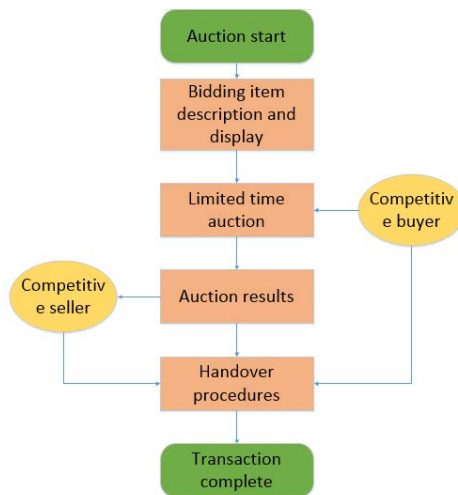 Auction start
Bidding item
description and
display
Limited time
auction
Competitiv
e buyer
Competitiv
e seller
Auction results
Handover
procedures
Transaction
complete